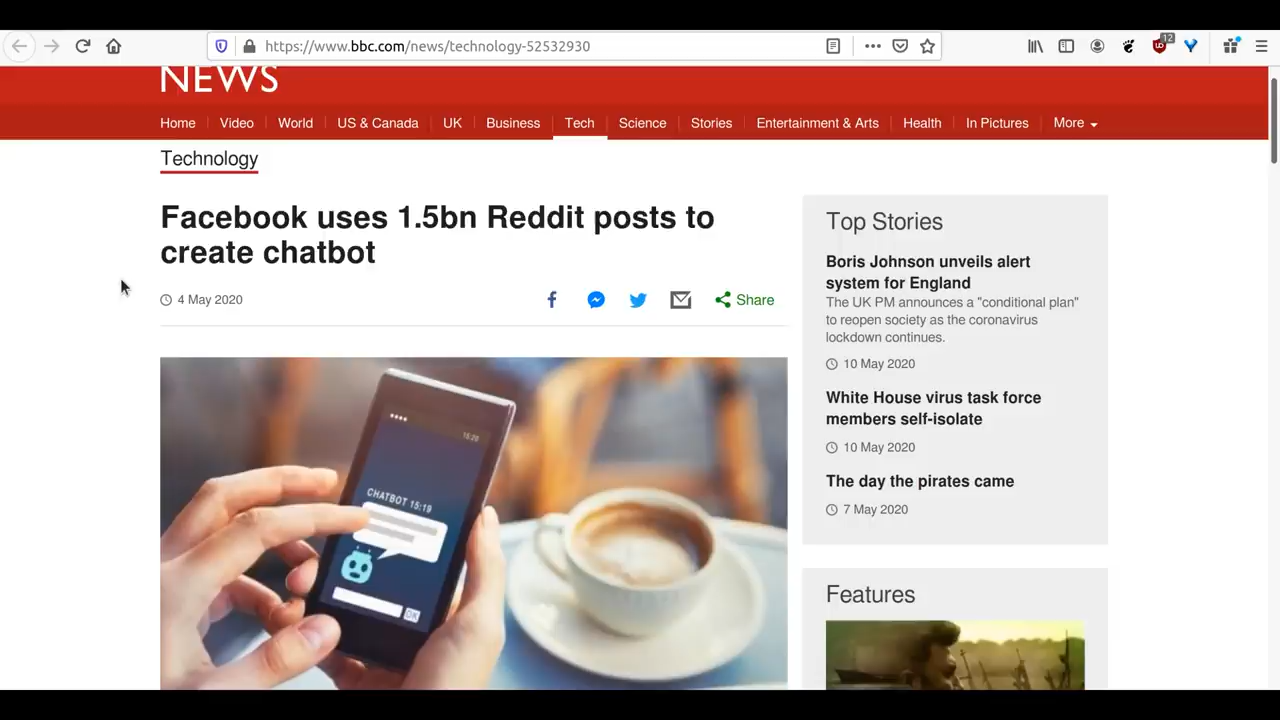 https://www.bbc.com/news/technology-52532930
12
NEWS
Home Video World US & Canada UK Business Tech Science Stories Entertainment & Arts Health In Pictures More
Technology
Facebook uses 1.5bn Reddit posts to
create chatbot
4 May 2020
Share
CHATBOT 15:19
15:20
OK
Top Stories
Boris Johnson unveils alert
system for England
The UK PM announces a "conditional plan"
to reopen society as the coronavirus
lockdown continues.
10 May 2020
White House virus task force
members self-isolate
10 May 2020
The day the pirates came
7 May 2020
Features